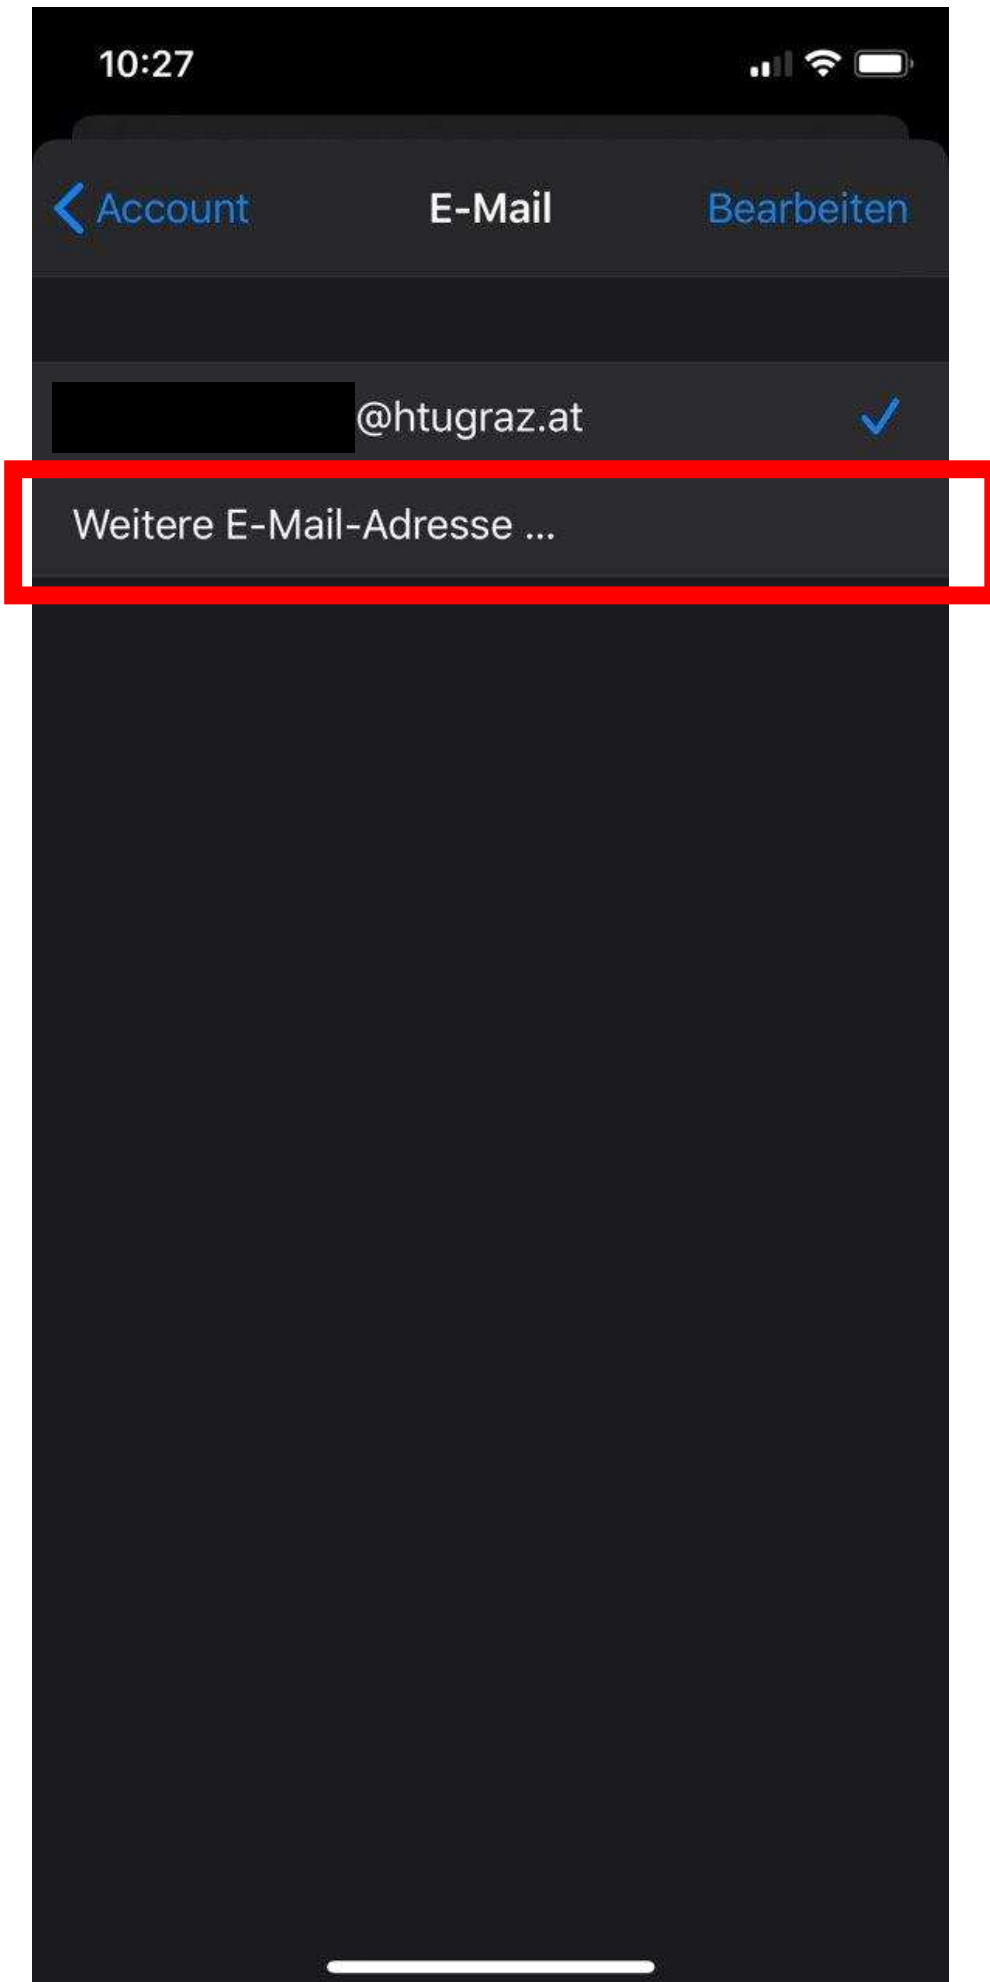 10:27
Account
E-Mail
Bearbeiten
@htugraz.at
Weitere E-Mail-Adresse ...